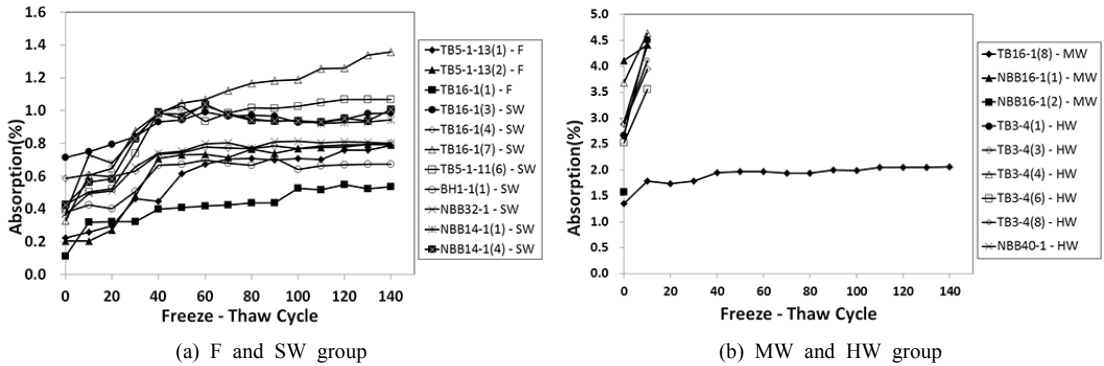 1.6
1.4
1.2
1.0
0.8
0.6
0.4
0.2
0.0
Absorption(%)
0 20 40 60 80 100 120 140
Freeze - Thaw Cycle
TB5-1-13(1) - F
TB5-1-13(2) - F
TB16-1(1) - F
TB16-1(3) - SW
TB16-1(4) - SW
TB16-1(7) - SW
TB5-1-11(6) - SW
BH1-1(1) - SW
NBB32-1 - SW
NBB14-1(1) - SW
NBB14-1(4) - SW
(a) F and SW group
5.0
4.5
4.0
3.5
3.0
2.5
2.0
1.5
1.0
0.5
0.0
Absorption(%)
0 20 40 60 80 100 120 140
Freeze - Thaw Cycle
TB16-1(8) - MW
NBB16-1(1) - MW
NBB16-1(2) - MW
TB3-4(1) - HW
TB3-4(3) - HW
TB3-4(4) - HW
TB3-4(6) - HW
TB3-4(8) - HW
NBB40-1 - HW
(b) MW and HW group